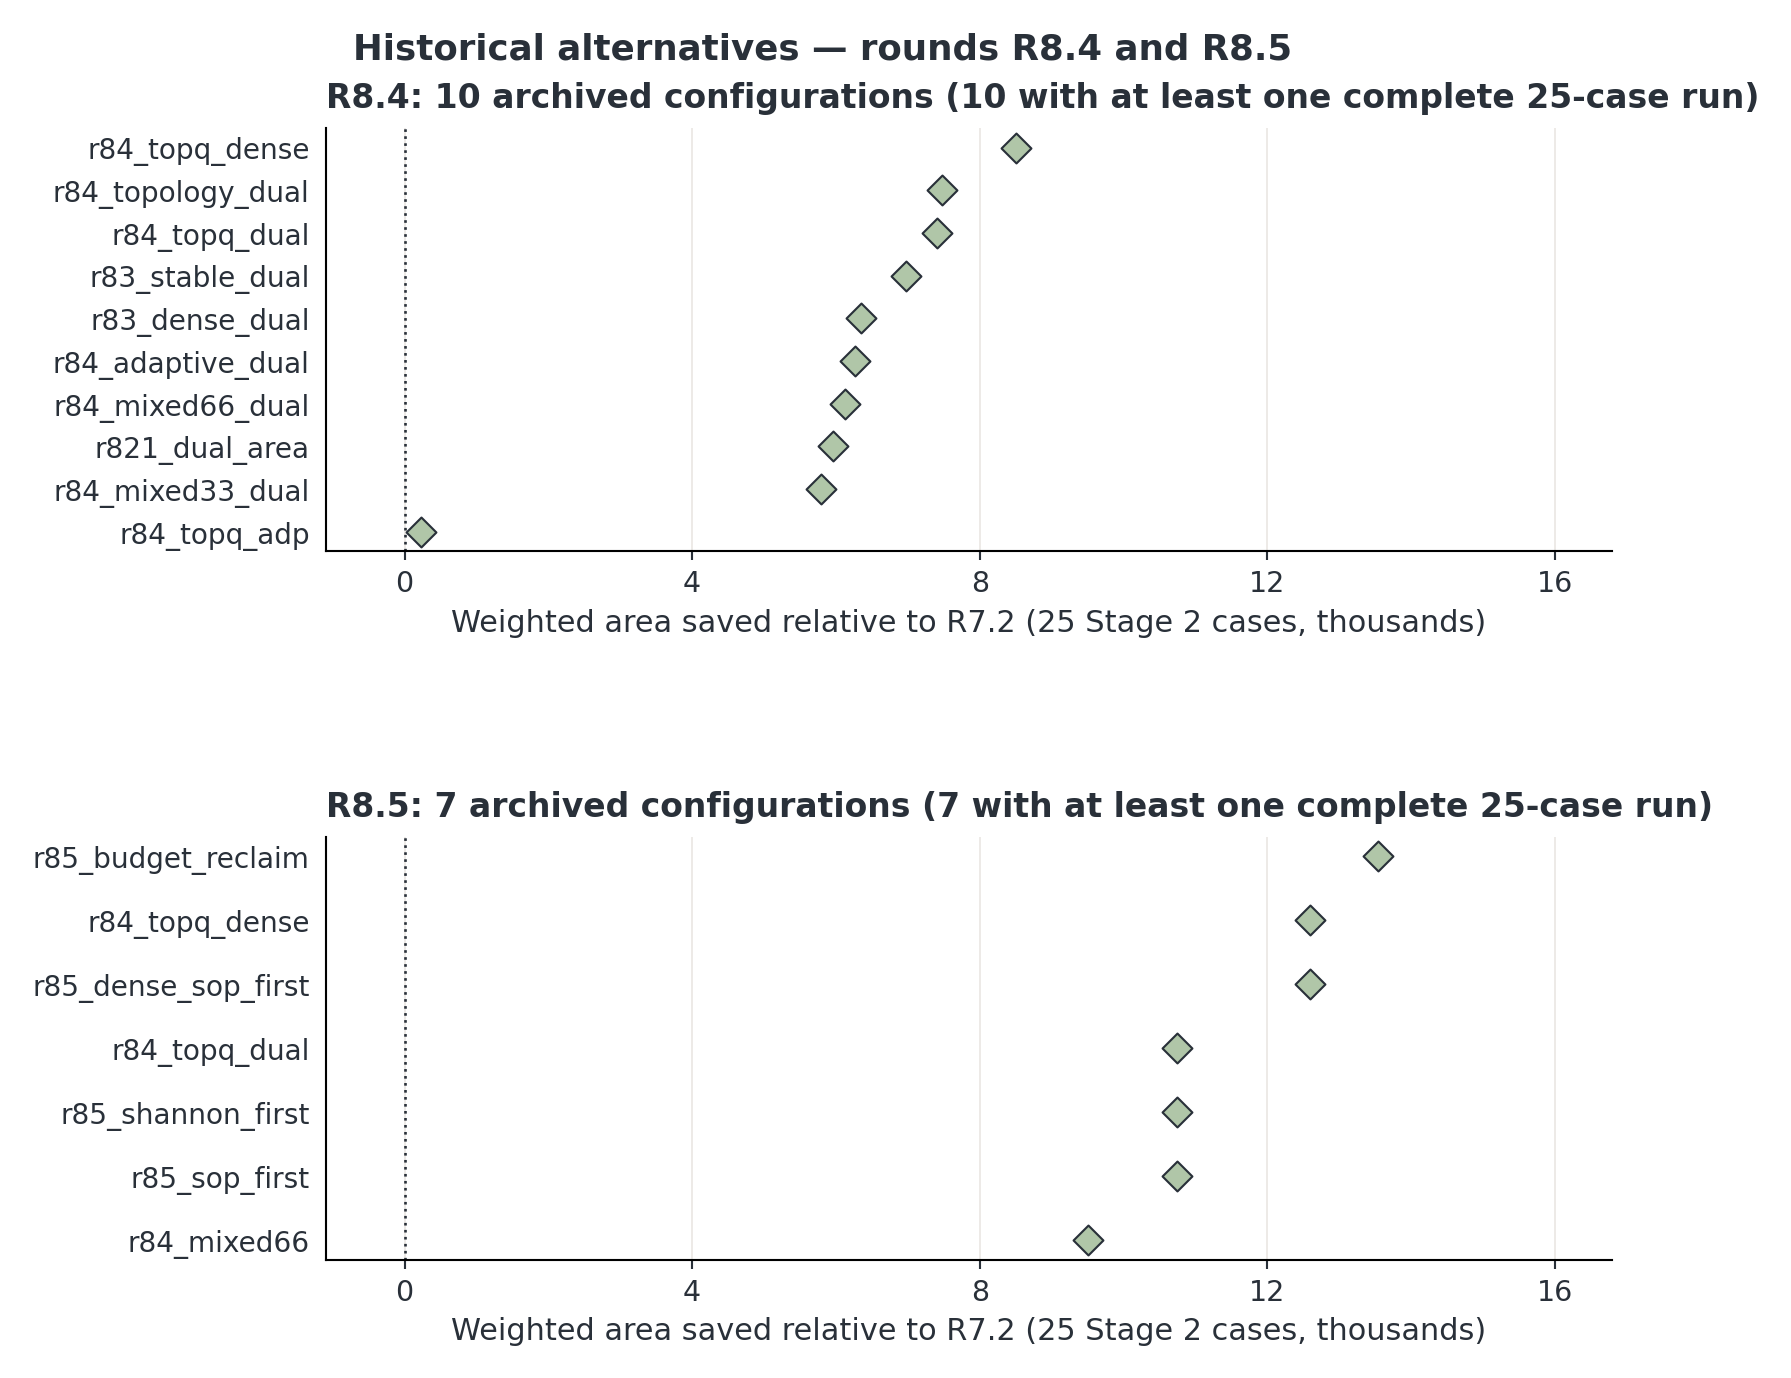 Historical alternatives — rounds R8.4 and R8.5
R8.4: 10 archived configurations (10 with at least one complete 25-case run)
r84_topq_dense
r84_topology_dual
r84_topq_dual
r83_stable_dual
r83_dense_dual
r84_adaptive_dual
r84_mixed66_dual
r821_dual_area
r84_mixed33_dual
r84_topq_adp
0 4 8 12 16
Weighted area saved relative to R7.2 (25 Stage 2 cases, thousands)
R8.5: 7 archived configurations (7 with at least one complete 25-case run)
r85_budget_reclaim
r84_topq_dense
r85_dense_sop_first
r84_topq_dual
r85_shannon_first
r85_sop_first
r84_mixed66
0 4 8 12 16
Weighted area saved relative to R7.2 (25 Stage 2 cases, thousands)